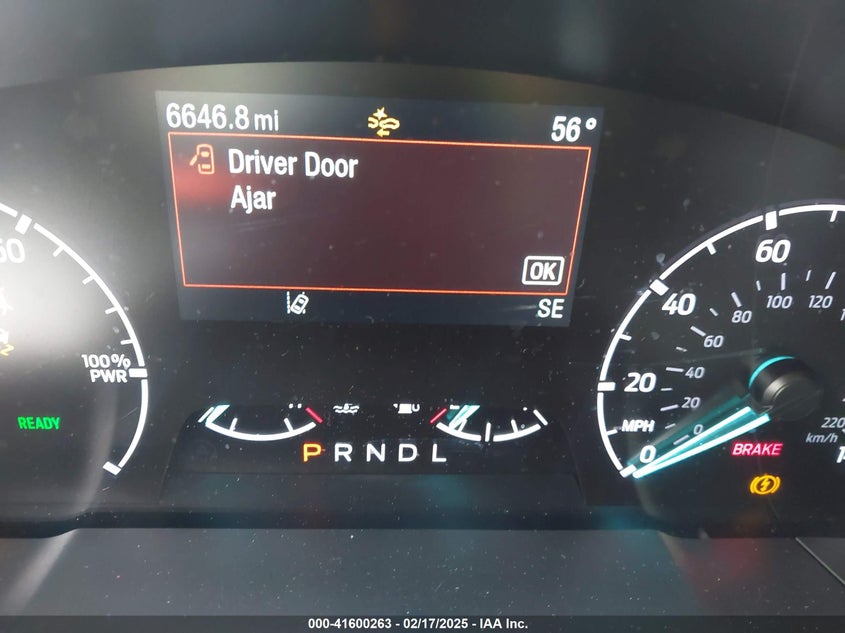 6646.8 mi
56°
Driver Door
Ajar
OK
SE
100%
PWR
READY
P R N D L
MPH
0
20
40
60
0
20
40
60
80
100
120
220
km/h
BRAKE
000-41600263 - 02/17/2025 - IAA Inc.